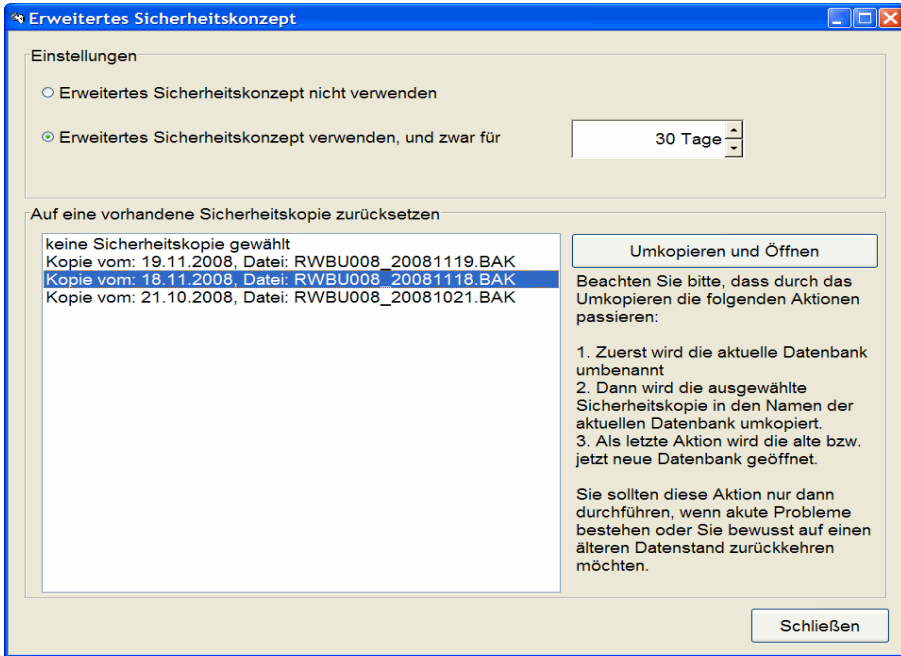 Erweitertes Sicherheitskonzept
Einstellungen
Erweitertes Sicherheitskonzept nicht verwenden
Erweitertes Sicherheitskonzept verwenden, und zwar für
30 Tage
Auf eine vorhandene Sicherheitskopie zurücksetzen
keine Sicherheitskopie gewählt
Kopie vom: 19.11.2008, Datei: RWBU008_20081119.BAK
Kopie vom: 18.11.2008, Datei: RWBU008_20081118.BAK
Kopie vom: 21.10.2008, Datei: RWBU008_20081021.BAK
Umkopieren und Öffnen
Beachten Sie bitte, dass durch das
Umkopieren die folgenden Aktionen
passieren:
1. Zuerst wird die aktuelle Datenbank
umbenannt
2. Dann wird die ausgewählte
Sicherheitskopie in den Namen der
aktuellen Datenbank umkopiert.
3. Als letzte Aktion wird die alte bzw.
jetzt neue Datenbank geöffnet.
Sie sollten diese Aktion nur dann
durchführen, wenn akute Probleme
bestehen oder Sie bewusst auf einen
älteren Datenstand zurückkehren
möchten.
Schließen